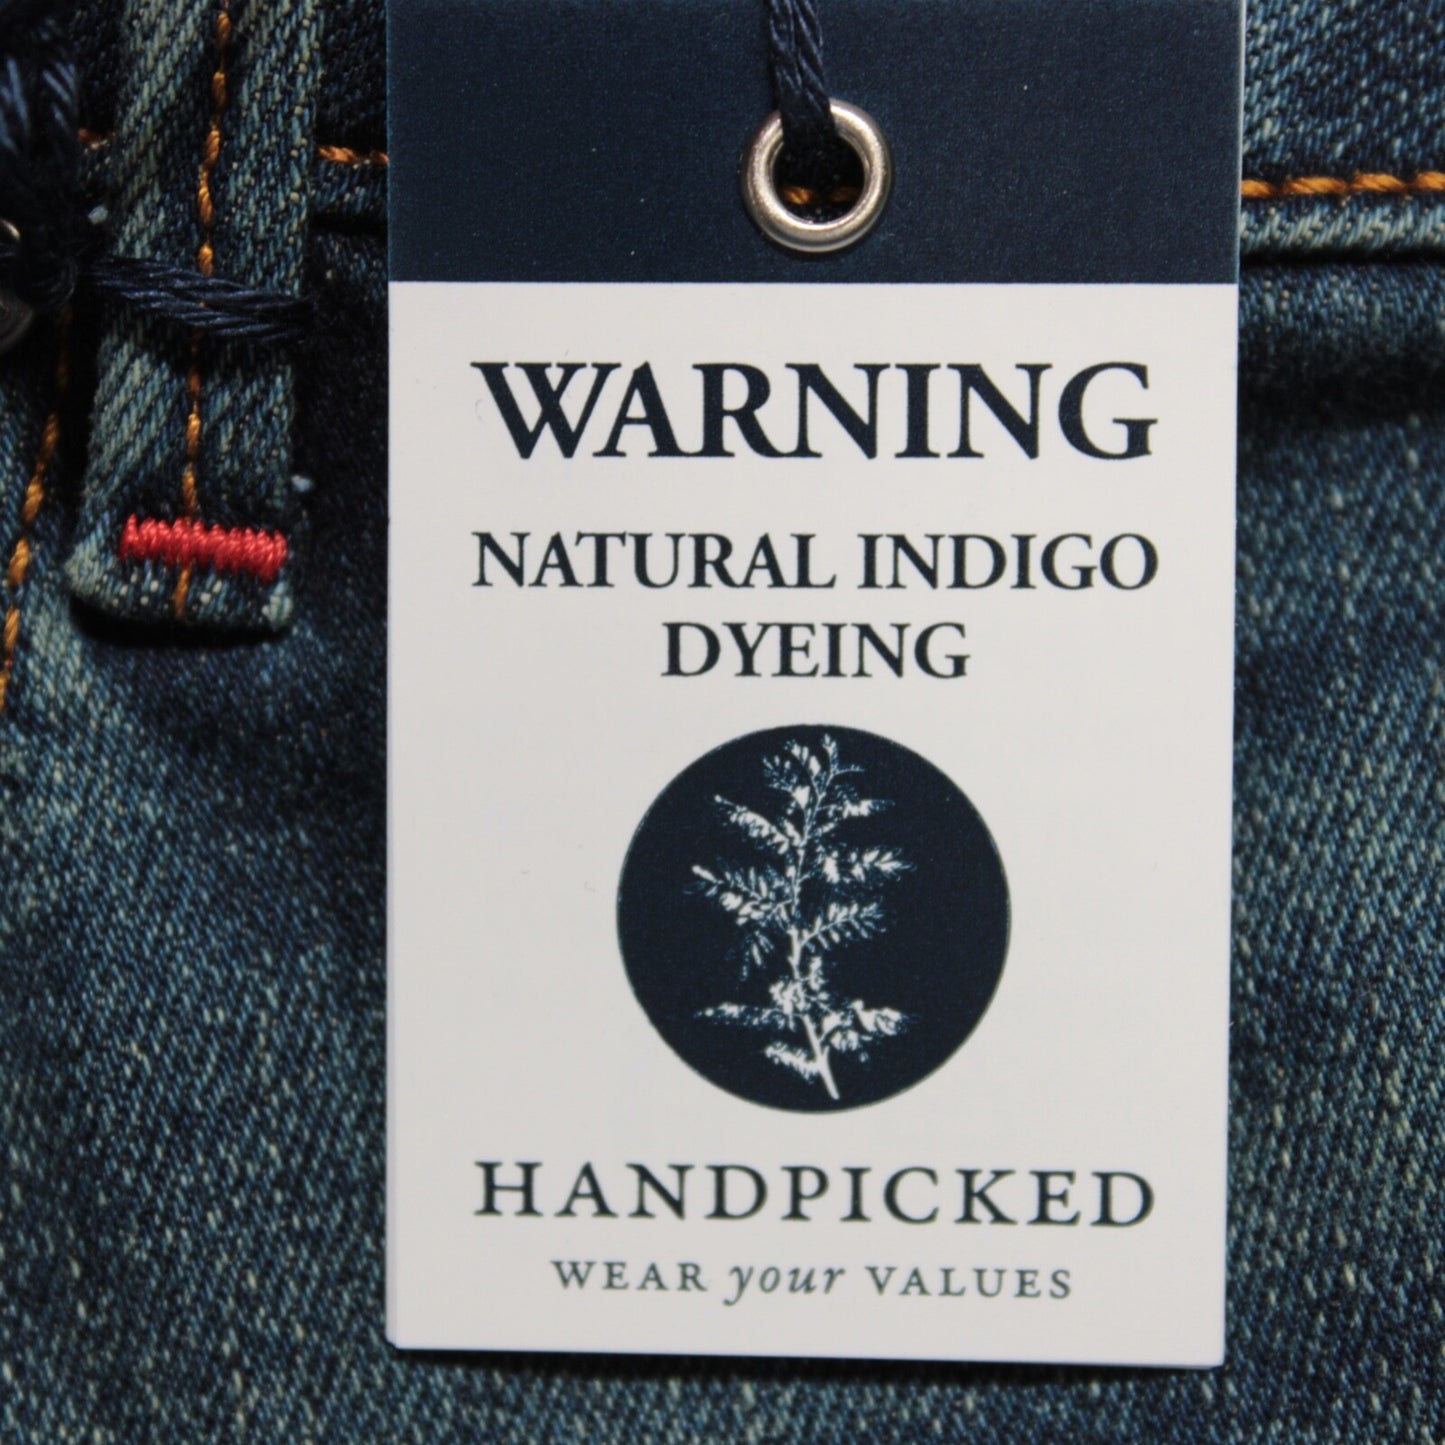 WARNING
NATURAL INDIGO
DYEING
HANDPICKED
WEAR your VALUES